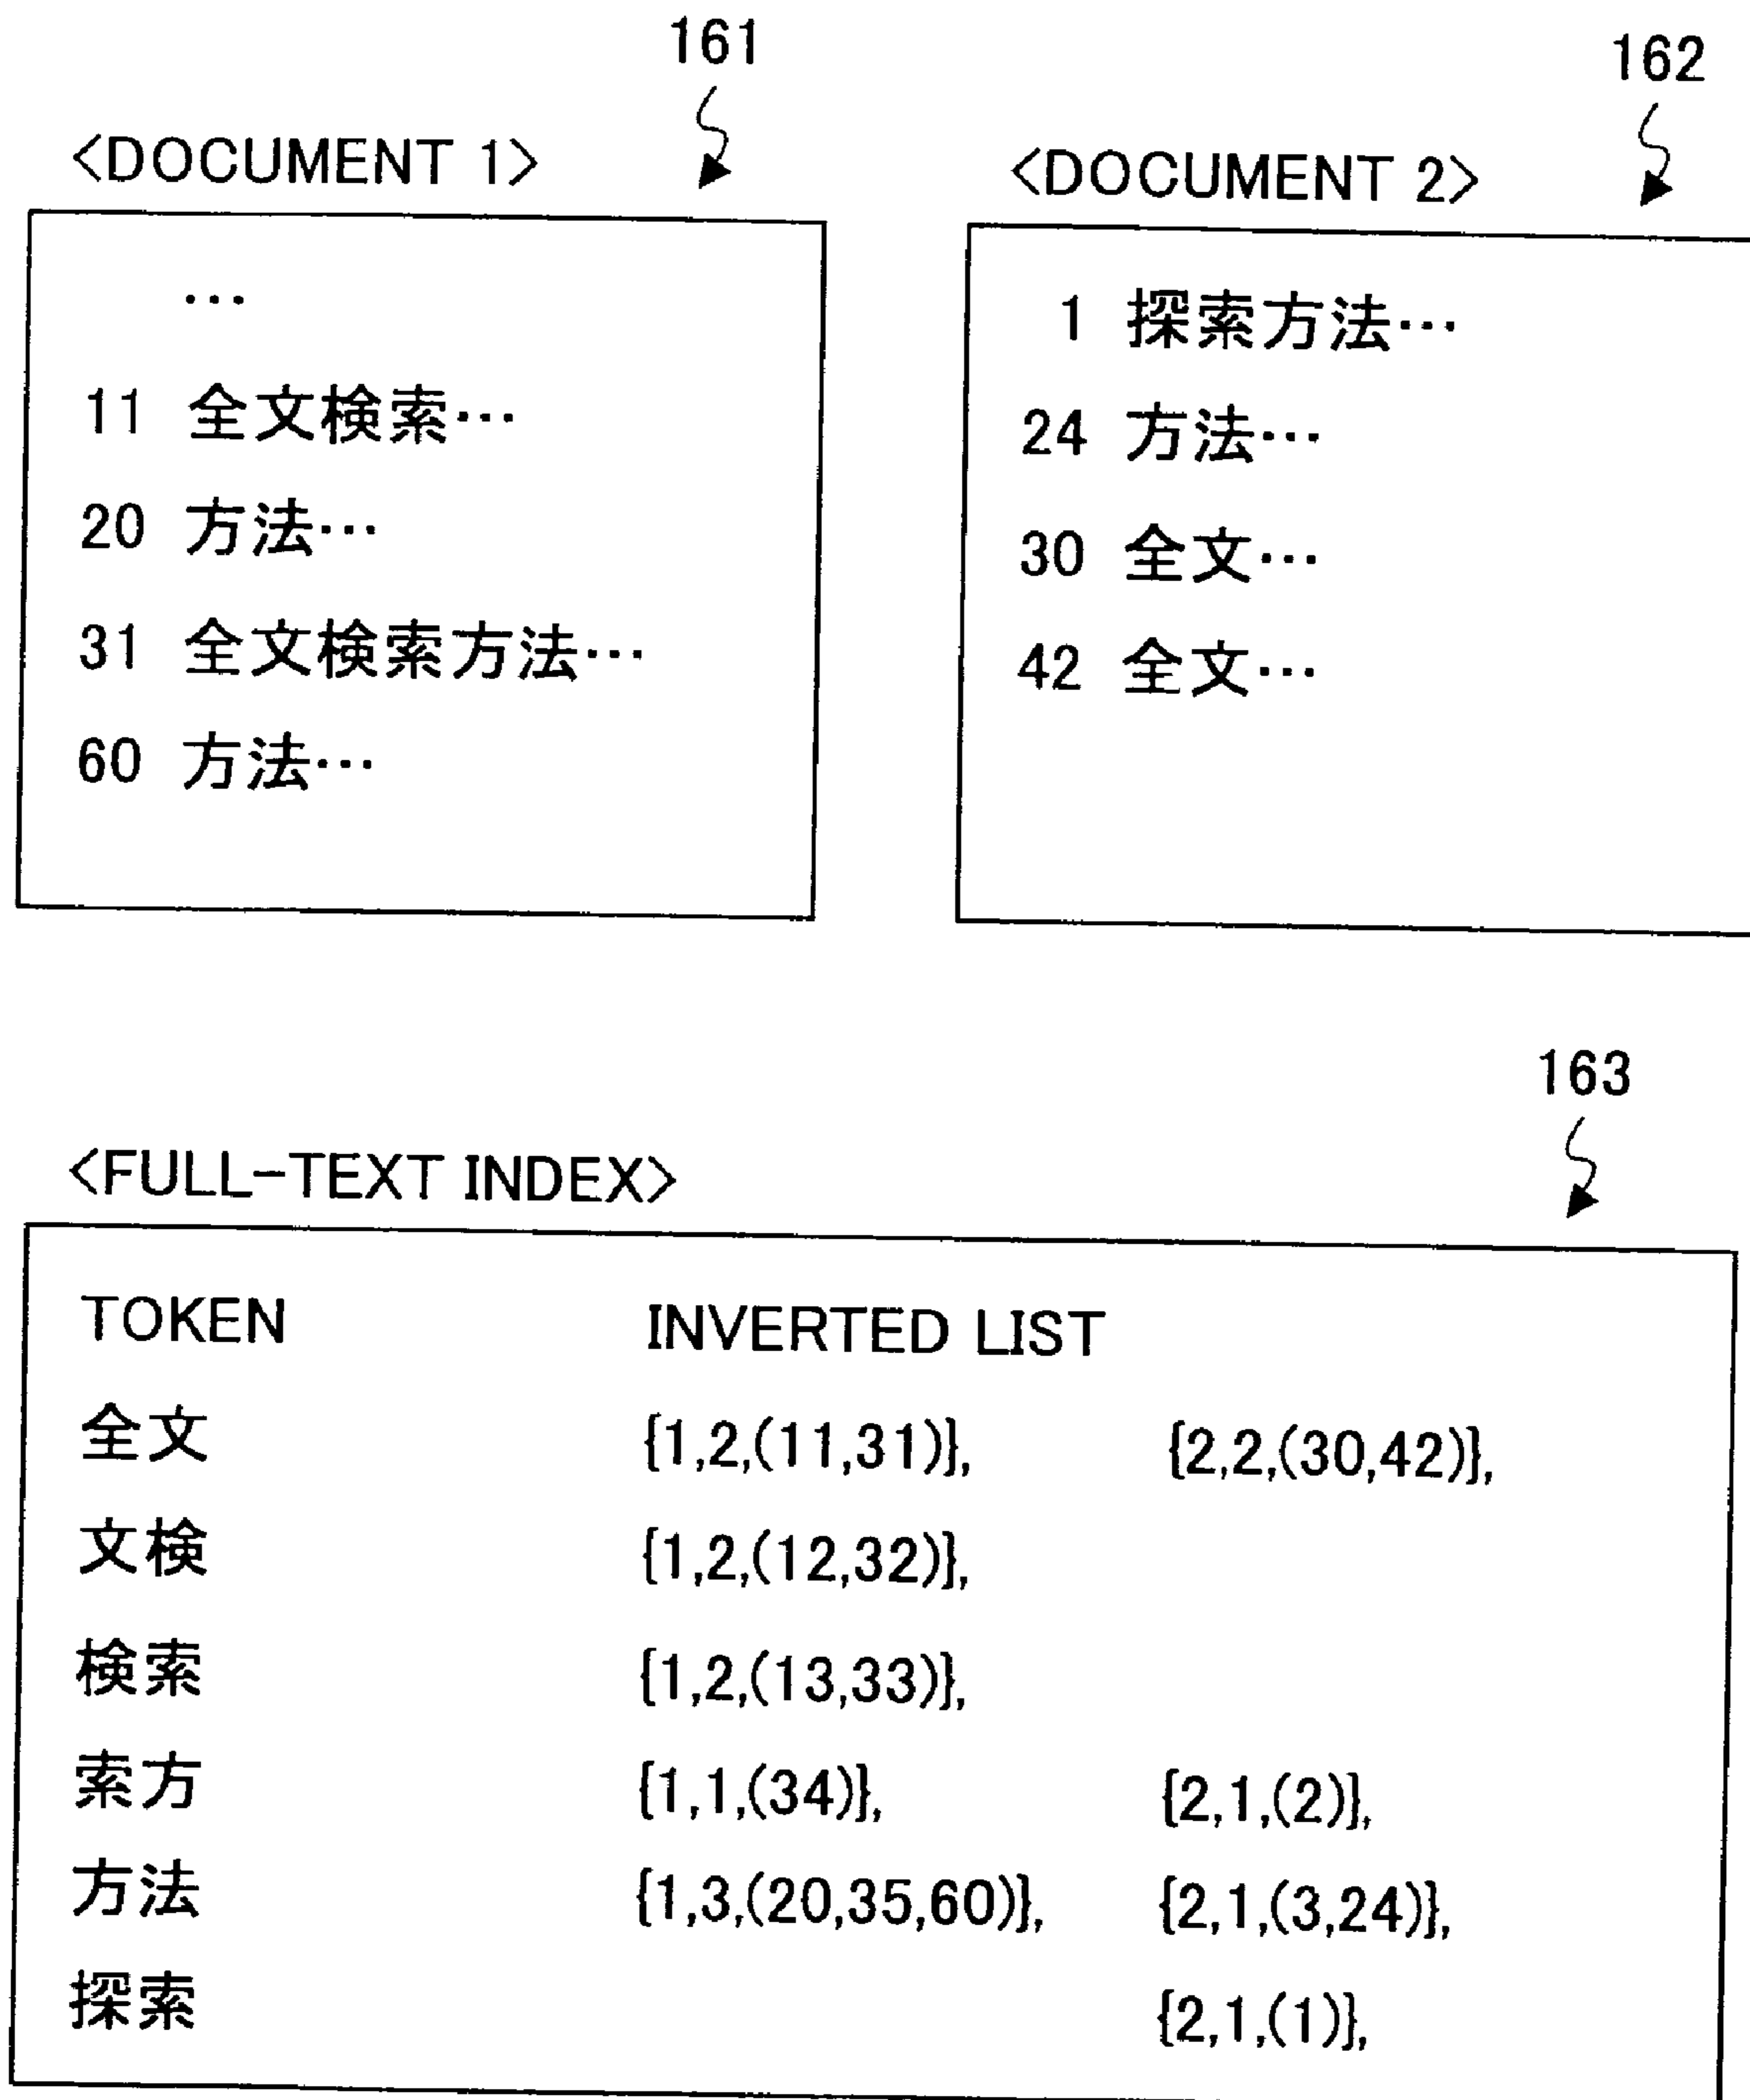 161
<DOCUMENT 1>
…
11 全文検索…
20 方法…
31 全文検索方法…
60 方法…
162
<DOCUMENT 2>
1 探索方法…
24 方法…
30 全文…
42 全文…
163
<FULL-TEXT INDEX>
TOKEN INVERTED LIST
全文 {1,2,(11,31)}, {2,2,(30,42)},
文検 {1,2,(12,32)},
検索 {1,2,(13,33)},
索方 {1,1,(34)}, {2,1,(2)},
方法 {1,3,(20,35,60)}, {2,1,(3,24)},
探索 {2,1,(1)},